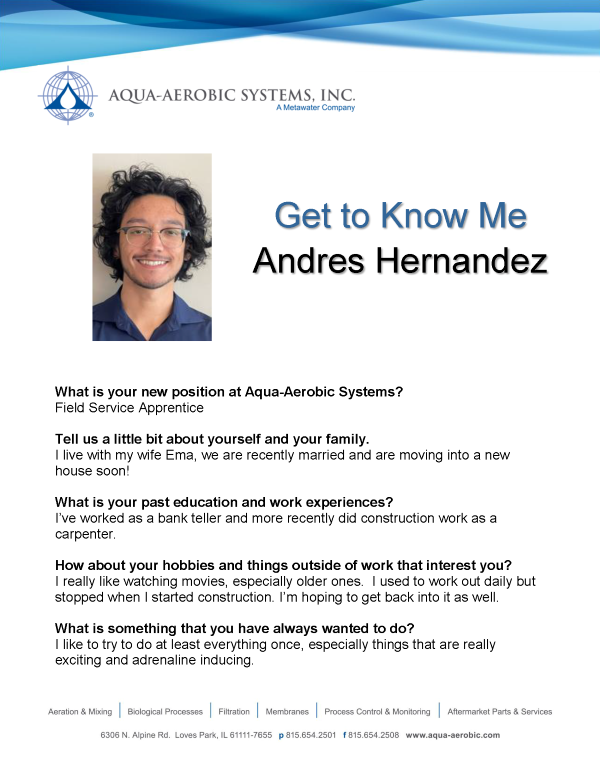 AQUA-AEROBIC SYSTEMS, INC.
A Metawater Company
®
Get to Know Me
Andres Hernandez
What is your new position at Aqua-Aerobic Systems?
Field Service Apprentice
Tell us a little bit about yourself and your family.
I live with my wife Ema, we are recently married and are moving into a new
house soon!
What is your past education and work experiences?
I’ve worked as a bank teller and more recently did construction work as a
carpenter.
How about your hobbies and things outside of work that interest you?
I really like watching movies, especially older ones.  I used to work out daily but
stopped when I started construction. I’m hoping to get back into it as well.
What is something that you have always wanted to do?
I like to try to do at least everything once, especially things that are really
exciting and adrenaline inducing.
Aeration & Mixing | Biological Processes | Filtration | Membranes | Process Control & Monitoring | Aftermarket Parts & Services
6306 N. Alpine Rd.  Loves Park, IL 61111-7655  p 815.654.2501  f 815.654.2508  www.aqua-aerobic.com